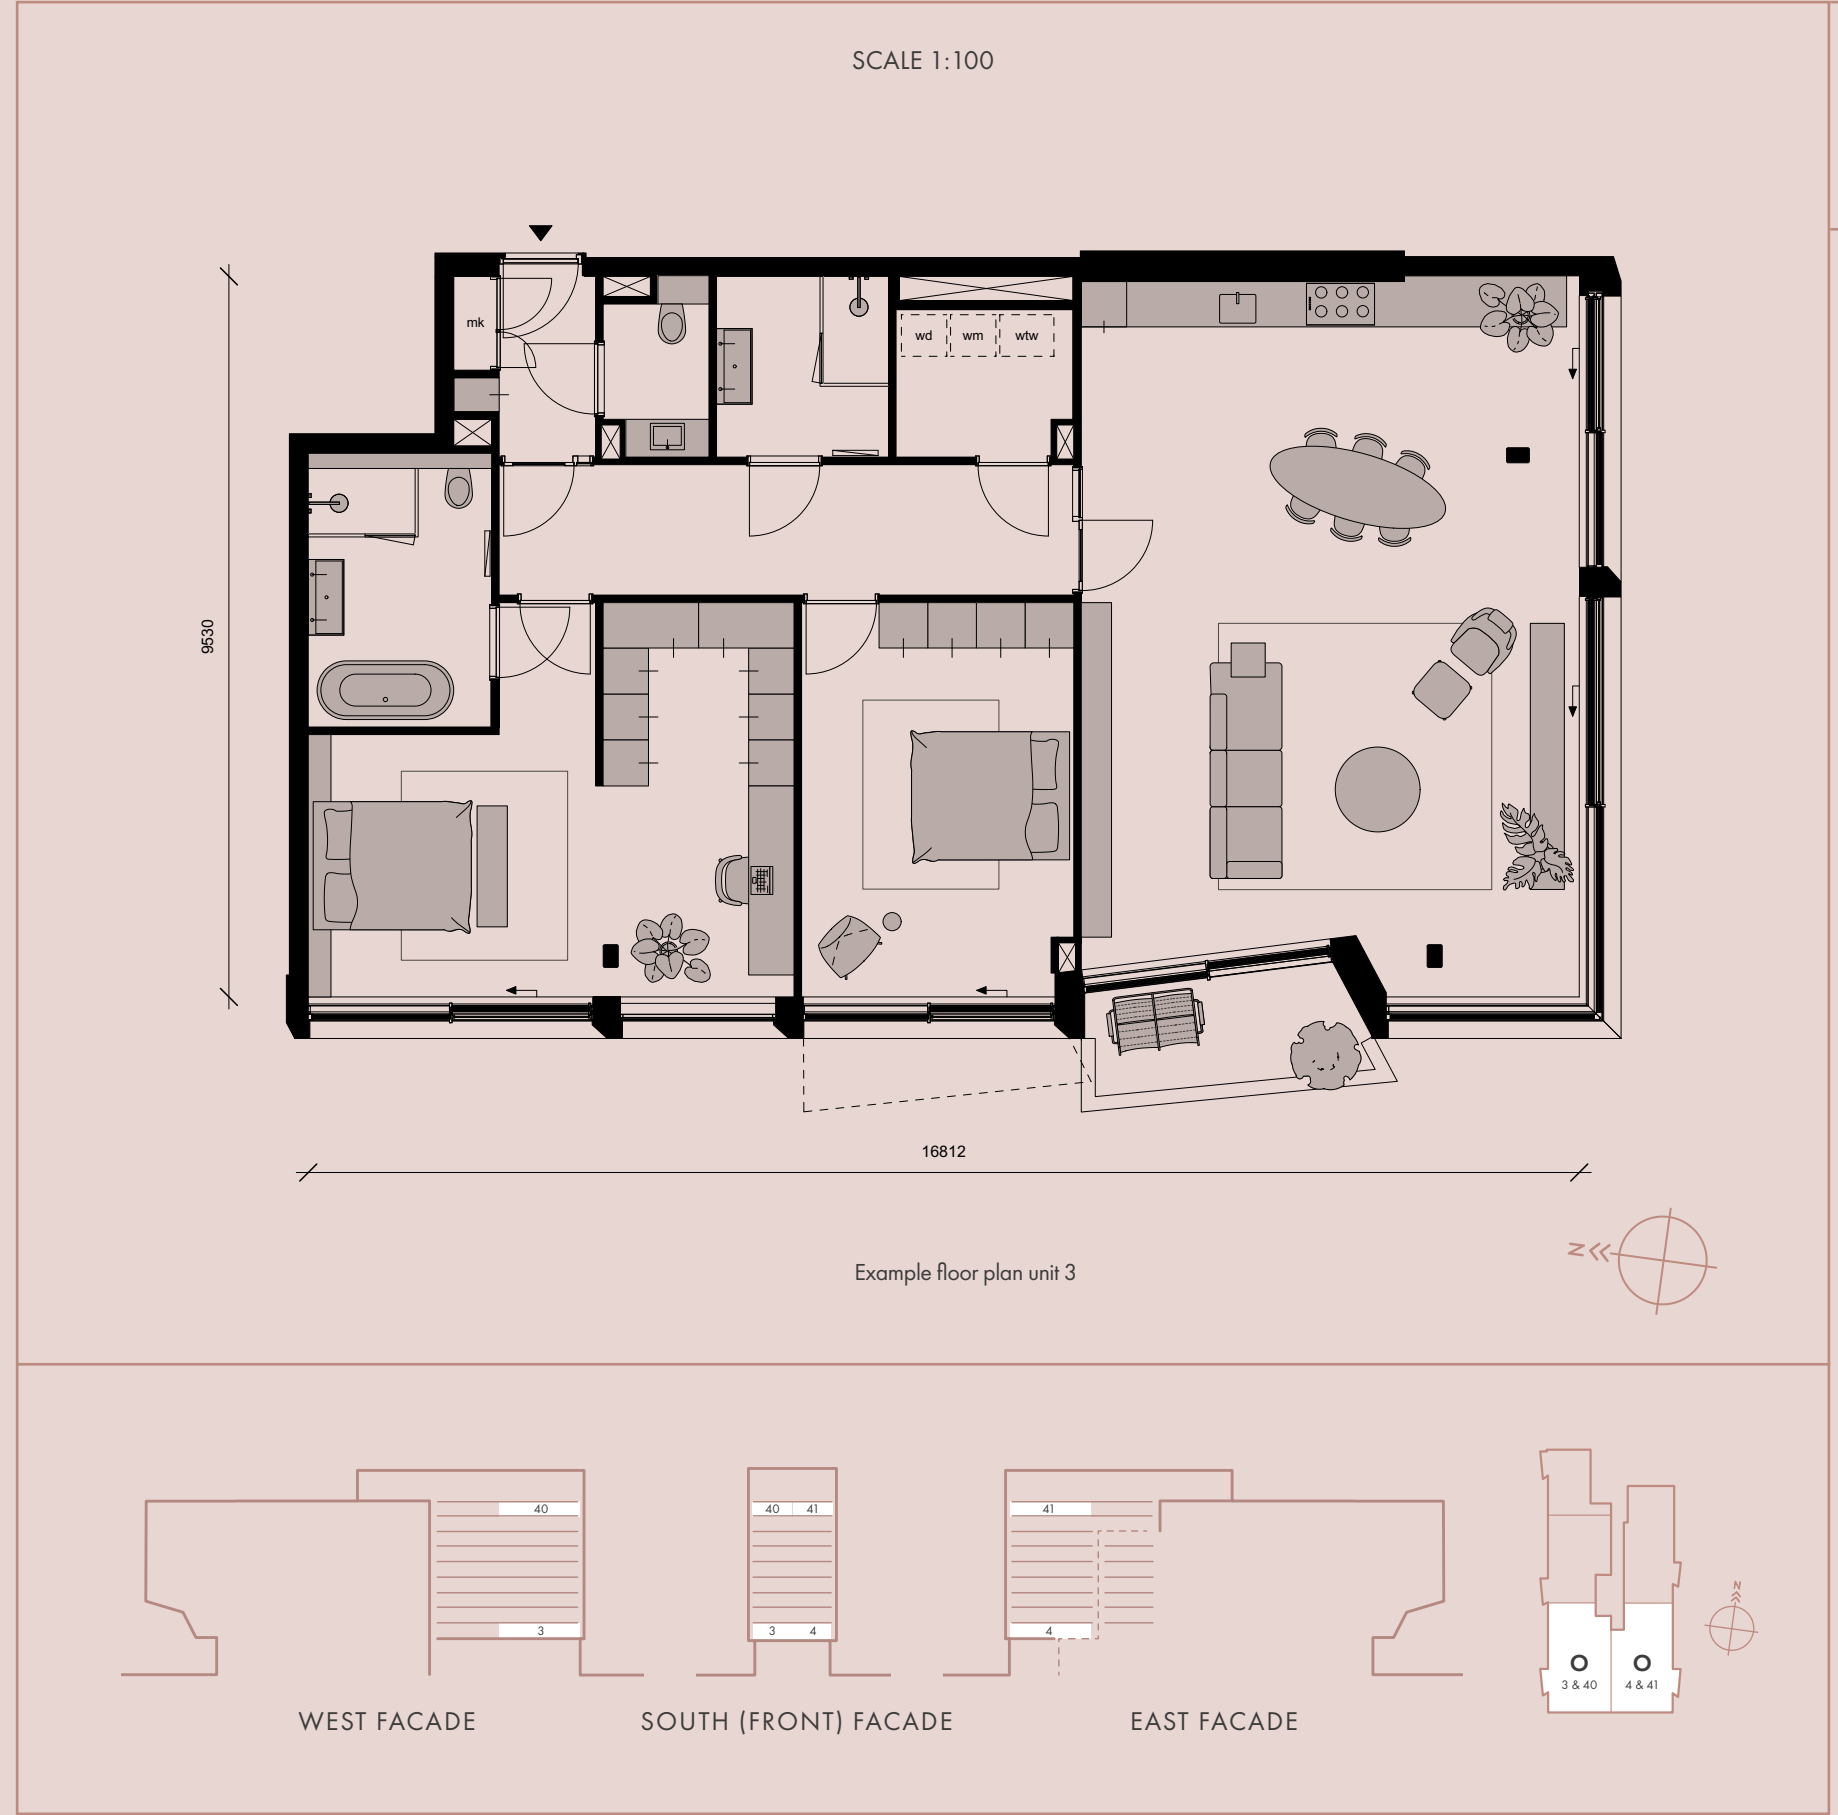 SCALE 1:100
mk
wd wm wtw
9530
16812
N
Example floor plan unit 3
40
3
WEST FACADE
40 41
3 4
SOUTH (FRONT) FACADE
41
4
EAST FACADE
N
3 & 40
4 & 41